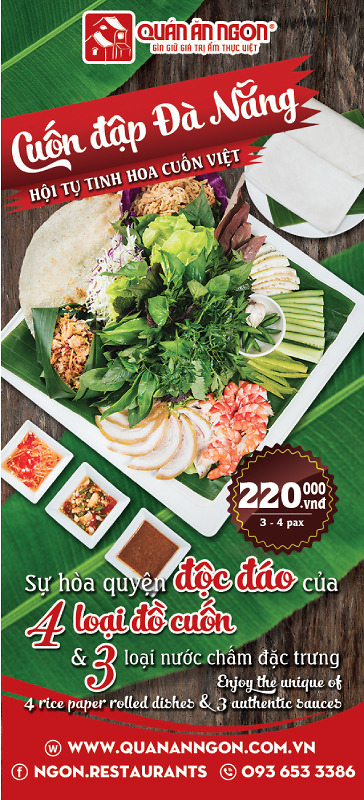 QUÁN ĂN NGON®
GÌN GIỮ GIÁ TRỊ ẨM THỰC VIỆT
Cuốn đập Đà Nẵng
HỘI TỤ TINH HOA CUỐN VIỆT
220.000 vnđ
3 - 4 pax
Sự hòa quyện độc đáo của
4 loại đồ cuốn
& 3 loại nước chấm đặc trưng
Enjoy the unique of
4 rice paper rolled dishes & 3 authentic sauces
WWW.QUANANNGON.COM.VN
NGON.RESTAURANTS 093 653 3386